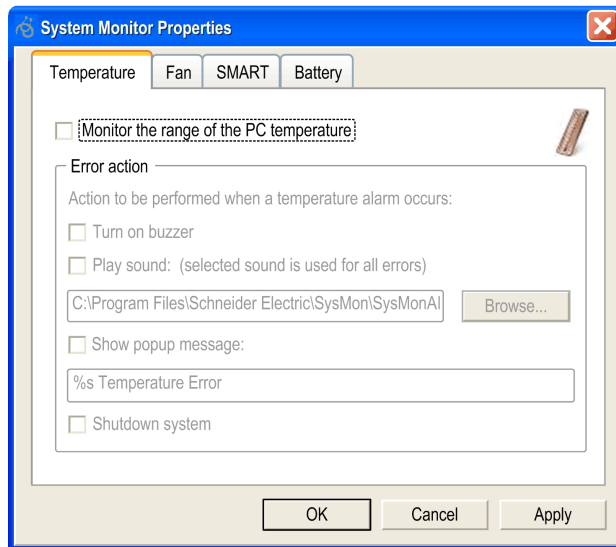 System Monitor Properties
Temperature Fan SMART Battery
Monitor the range of the PC temperature
Error action
Action to be performed when a temperature alarm occurs:
Turn on buzzer
Play sound: (selected sound is used for all errors)
C:\Program Files\Schneider Electric\SysMon\SysMonAl Browse...
Show popup message:
%s Temperature Error
Shutdown system
OK Cancel Apply